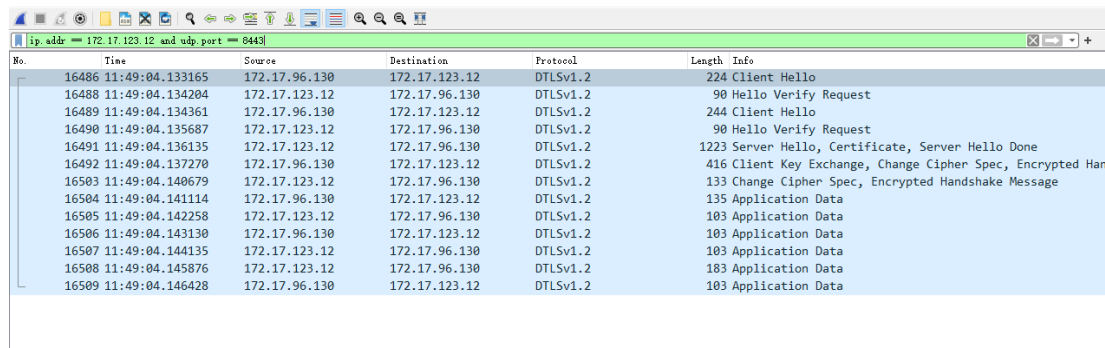 ip.addr == 172.17.123.12 and udp.port == 8443
No. Time Source Destination Protocol Length Info
16486 11:49:04.133165 172.17.96.130 172.17.123.12 DTLSv1.2 224 Client Hello
16488 11:49:04.134204 172.17.123.12 172.17.96.130 DTLSv1.2 90 Hello Verify Request
16489 11:49:04.134361 172.17.96.130 172.17.123.12 DTLSv1.2 244 Client Hello
16490 11:49:04.135687 172.17.123.12 172.17.96.130 DTLSv1.2 90 Hello Verify Request
16491 11:49:04.136135 172.17.123.12 172.17.96.130 DTLSv1.2 1223 Server Hello, Certificate, Server Hello Done
16492 11:49:04.137270 172.17.96.130 172.17.123.12 DTLSv1.2 416 Client Key Exchange, Change Cipher Spec, Encrypted Han
16503 11:49:04.140679 172.17.123.12 172.17.96.130 DTLSv1.2 133 Change Cipher Spec, Encrypted Handshake Message
16504 11:49:04.141114 172.17.96.130 172.17.123.12 DTLSv1.2 135 Application Data
16505 11:49:04.142258 172.17.123.12 172.17.96.130 DTLSv1.2 103 Application Data
16506 11:49:04.143130 172.17.96.130 172.17.123.12 DTLSv1.2 103 Application Data
16507 11:49:04.144135 172.17.123.12 172.17.96.130 DTLSv1.2 103 Application Data
16508 11:49:04.145876 172.17.123.12 172.17.96.130 DTLSv1.2 183 Application Data
16509 11:49:04.146428 172.17.96.130 172.17.123.12 DTLSv1.2 103 Application Data